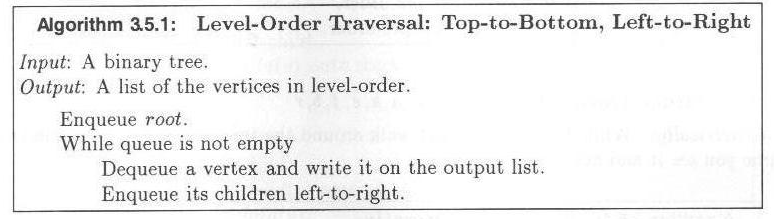 Algorithm 3.5.1: Level-Order Traversal: Top-to-Bottom, Left-to-Right
Input: A binary tree.
Output: A list of the vertices in level-order.
Enqueue root.
While queue is not empty
Dequeue a vertex and write it on the output list.
Enqueue its children left-to-right.